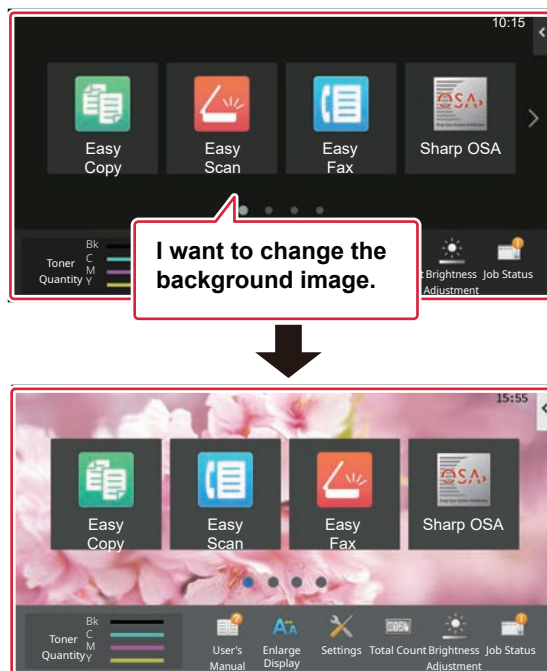 10:15
Easy
Copy
Easy
Scan
Easy
Fax
Sharp OSA
OSA
I want to change the
background image.
Toner
Quantity
Bk
C
M
Y
t Brightness
Adjustment
Job Status
15:55
Easy
Copy
Easy
Scan
Easy
Fax
Sharp OSA
OSA
Toner
Quantity
Bk
C
M
Y
User's
Manual
Enlarge
Display
Settings
Total Count
Brightness
Adjustment
Job Status